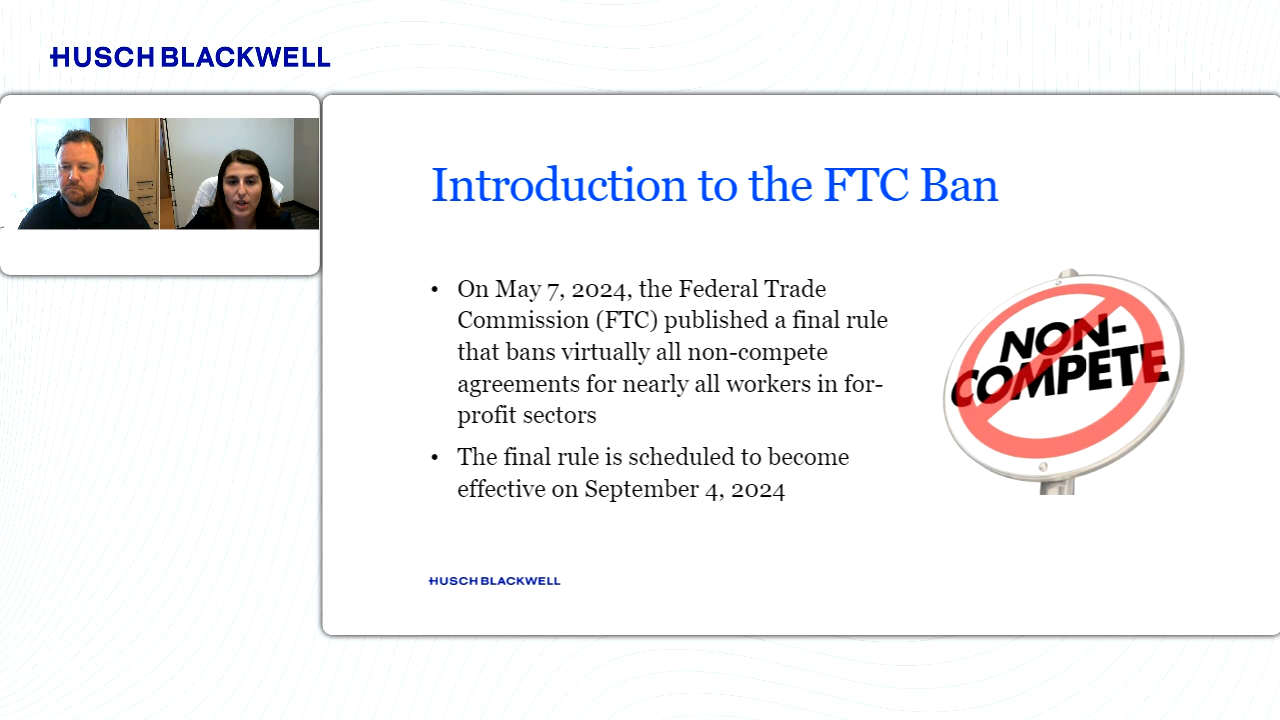 HUSCH BLACKWELL
Introduction to the FTC Ban
• On May 7, 2024, the Federal Trade
Commission (FTC) published a final rule
that bans virtually all non-compete
agreements for nearly all workers in for-
profit sectors
• The final rule is scheduled to become
effective on September 4, 2024
NON-
COMPETE
HUSCH BLACKWELL